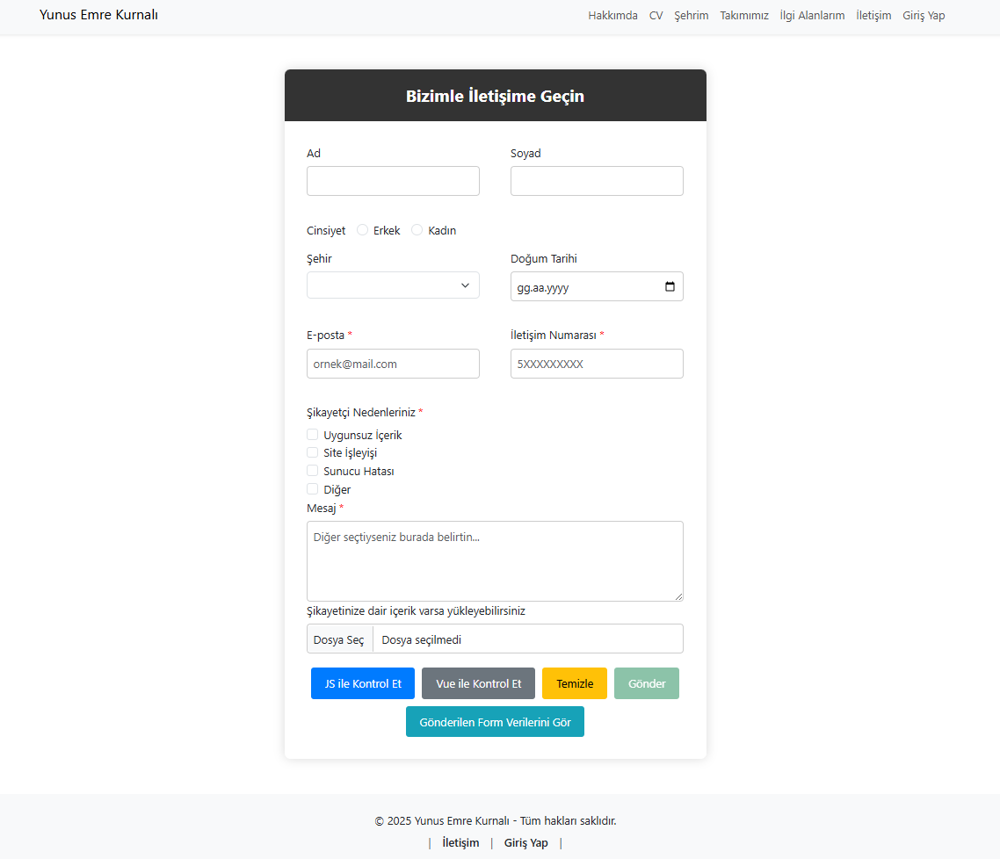 Yunus Emre Kurnalı Hakkımda CV Şehrim Takımımız İlgi Alanlarım İletişim Giriş Yap
Bizimle İletişime Geçin
Ad Soyad
Cinsiyet Erkek Kadın
Şehir Doğum Tarihi
gg.aa.yyyy
E-posta * İletişim Numarası *
ornek@mail.com 5XXXXXXXXX
Şikayetçi Nedenleriniz *
Uygunsuz İçerik
Site İşleyişi
Sunucu Hatası
Diğer
Mesaj *
Diğer seçtiyseniz burada belirtin...
Şikayetinize dair içerik varsa yükleyebilirsiniz
Dosya Seç Dosya seçilmedi
JS ile Kontrol Et Vue ile Kontrol Et Temizle Gönder
Gönderilen Form Verilerini Gör
© 2025 Yunus Emre Kurnalı - Tüm hakları saklıdır.
| İletişim | Giriş Yap |